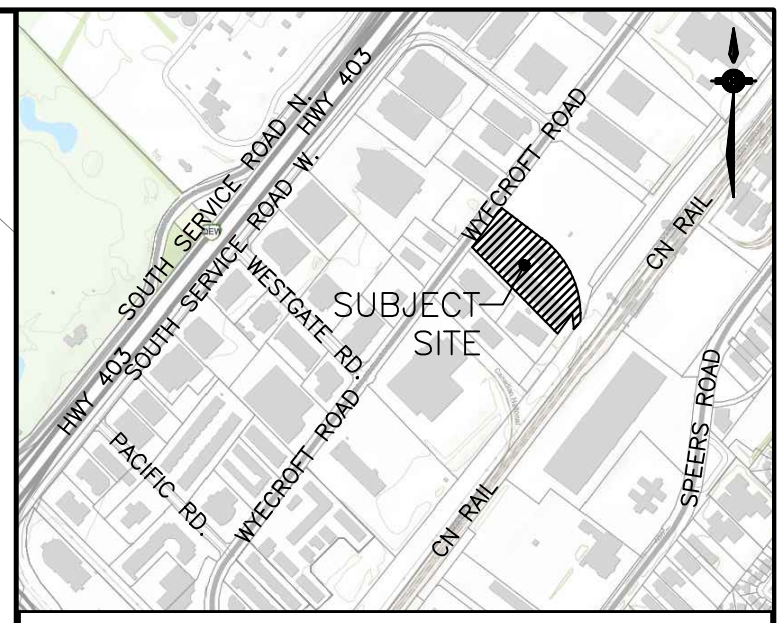 SOUTH SERVICE ROAD N.
HWY 403
SOUTH SERVICE ROAD W.
WYECROFT ROAD
CN RAIL
QEW
WESTGATE RD.
SUBJECT
SITE
HWY 403
PACIFIC RD.
WYECROFT ROAD
CN RAIL
SPEERS ROAD